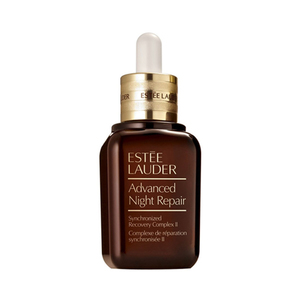 ESTĒE LAUDER
ESTĒE
LAUDER
Advanced
Night Repair
Synchronized
Recovery Complex II
Complexe de réparation
synchronisée II